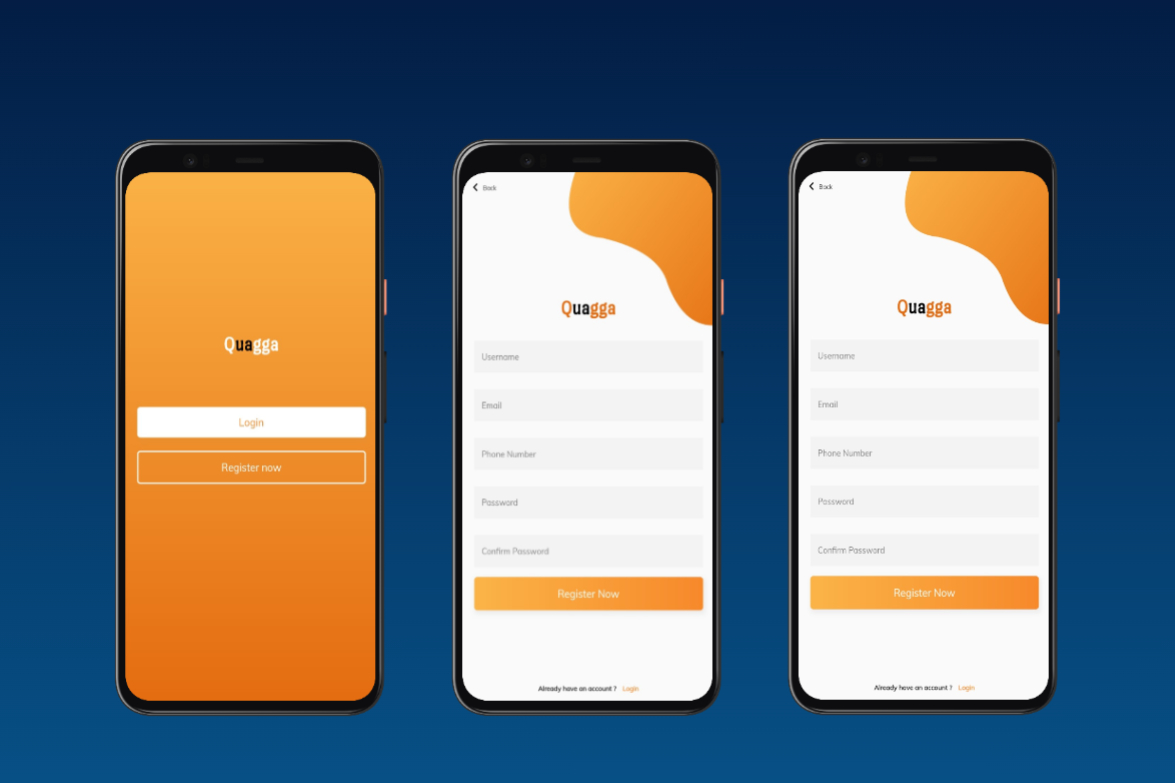 Quagga
Login
Register now
Back
Quagga
Username
Email
Phone Number
Password
Confirm Password
Register Now
Already have an account ? Login
Back
Quagga
Username
Email
Phone Number
Password
Confirm Password
Register Now
Already have an account ? Login